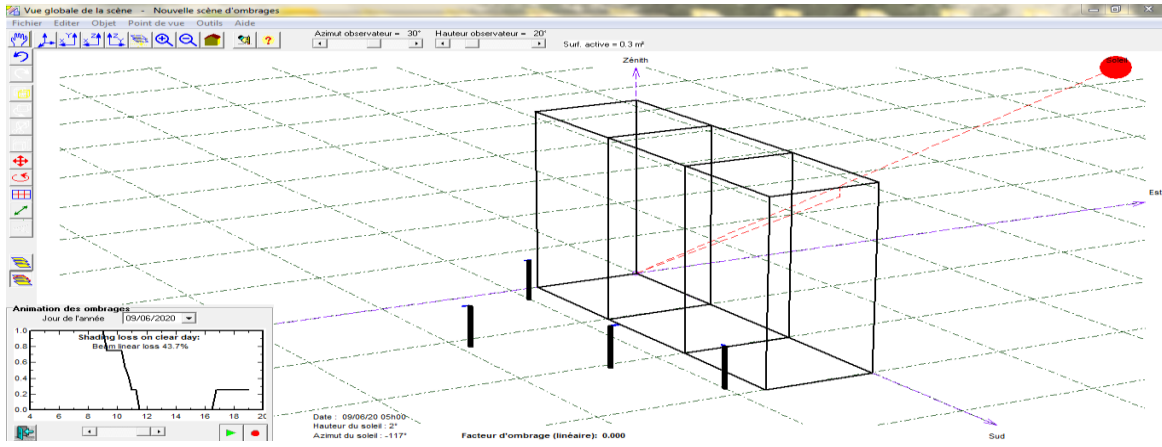 Vue globale de la scène - Nouvelle scène d'ombrages
Fichier Editer Objet Point de vue Outils Aide
Azimut observateur = 30° Hauteur observateur = 20°
Surf. active = 0.3 m²
Zénith
Soleil
Est
Animation des ombrages
Jour de l'année 09/06/2020
Shading loss on clear day:
Beam linear loss 43.7%
1.0
0.8
0.6
0.4
0.2
0.0
4 6 8 10 12 14 16 18 20
Date : 09/06/20 05h00
Hauteur du soleil : 2°
Azimut du soleil : -117° Facteur d'ombrage (linéaire): 0.000
Sud